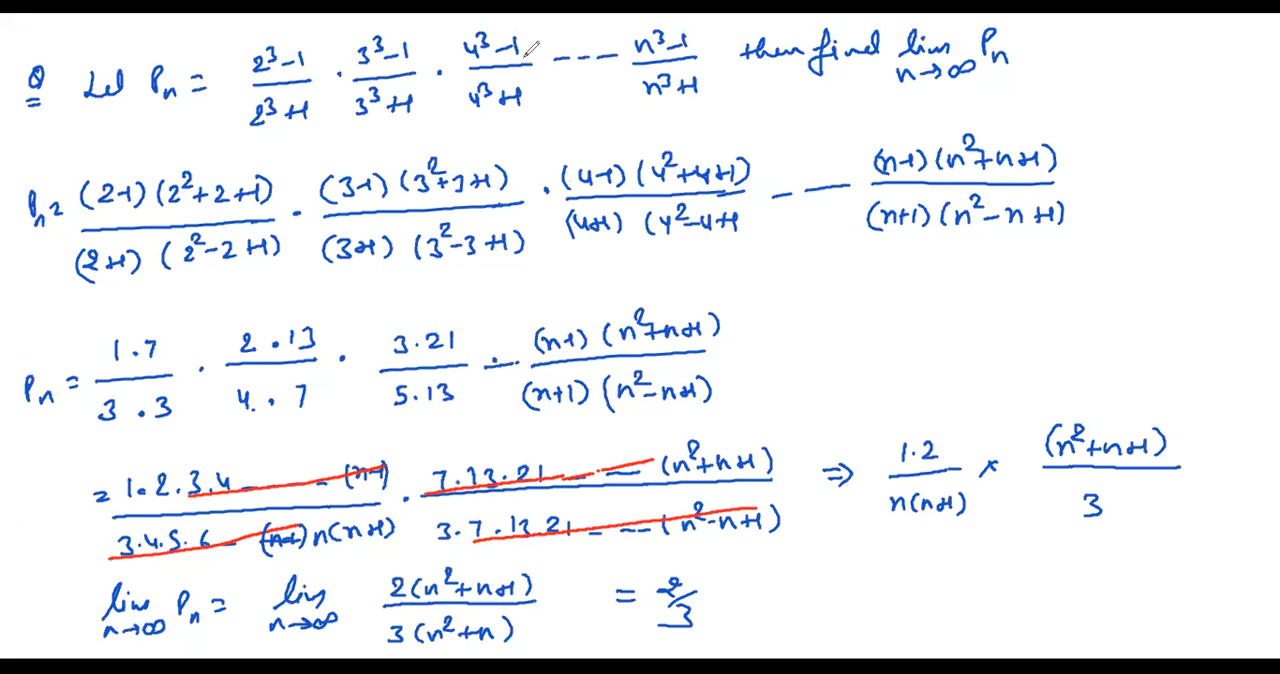 Q Let Pn = (2³-1)/(2³+1) · (3³-1)/(3³+1) · (4³-1)/(4³+1) ---- (n³-1)/(n³+1) then find lim n→∞ Pn
Pn = (2-1)(2²+2+1)/(2+1)(2²-2+1) · (3-1)(3²+3+1)/(3+1)(3²-3+1) · (4-1)(4²+4+1)/(4+1)(4²-4+1 ---- (n-1)(n²+n+1)/(n+1)(n²-n+1)
Pn = 1·7/3·3 · 2·13/4·7 · 3·21/5·13 -·-· (n-1)(n²+n+1)/(n+1)(n²-n+1)
= 1·2·3·4 ---- (n-1)/3·4·5·6 -- (n-1)n(n+1) · 7·13·21 ---- (n²+n+1)/3·7·13·21 ---- (n²-n+1) ⇒ 1·2/n(n+1) × (n²+n+1)/3
lim n→∞ Pn = lim n→∞ 2(n²+n+1)/3(n²+n) = 2/3